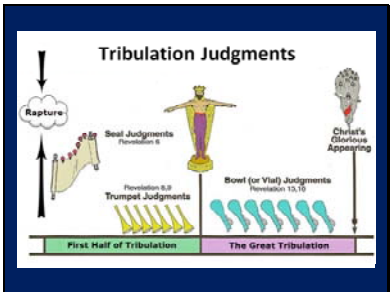 Tribulation Judgments
Rapture
Seal Judgments
Revelation 6
Christ's
Glorious
Appearing
Revelation 8,9
Trumpet Judgments
Bowl (or Vial) Judgments
Revelation 15,16
First Half of Tribulation
The Great Tribulation